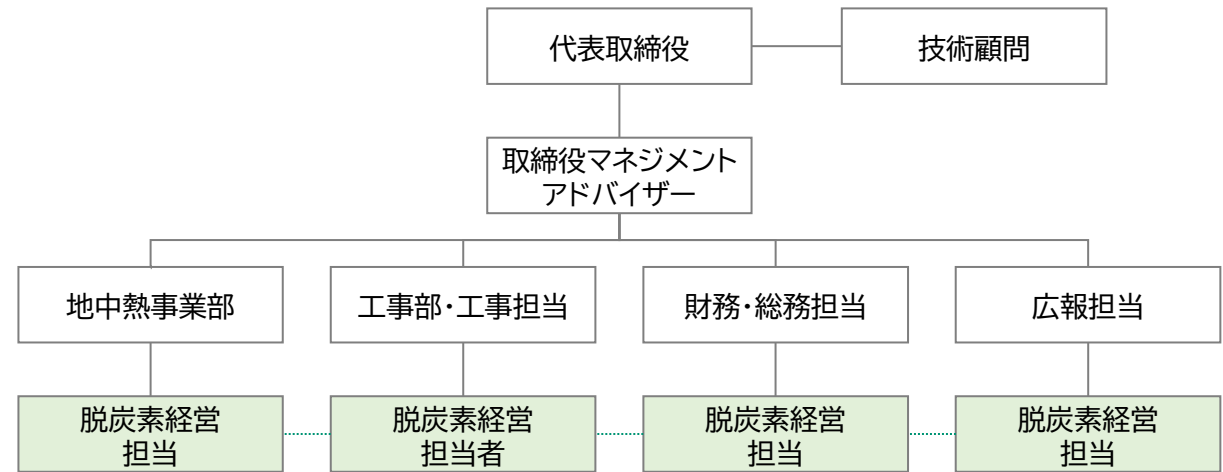 代表取締役
技術顧問
取締役マネジメント
アドバイザー
地中熱事業部
工事部・工事担当
財務・総務担当
広報担当
脱炭素経営
担当
脱炭素経営
担当者
脱炭素経営
担当
脱炭素経営
担当